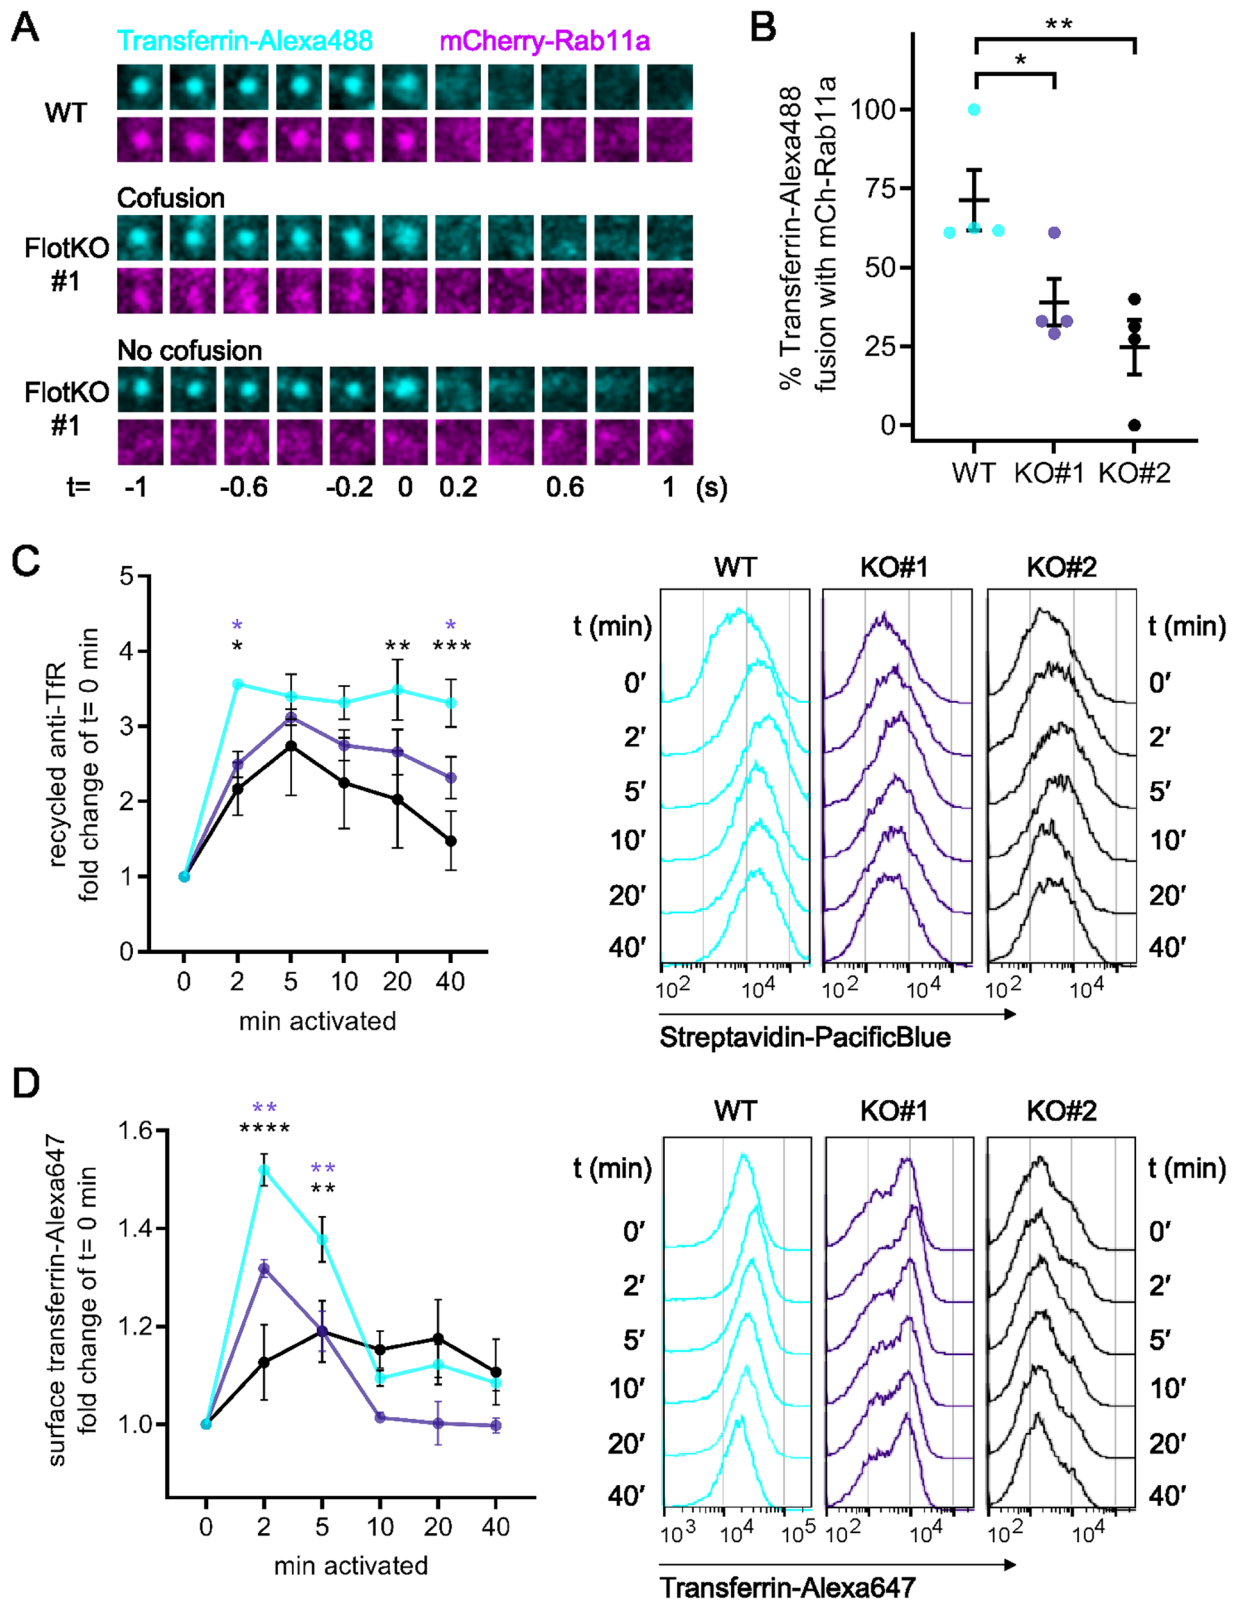 A
Transferrin-Alexa488 mCherry-Rab11a
WT
Cofusion
FlotKO
#1
No cofusion
FlotKO
#1
t= -1 -0.6 -0.2 0 0.2 0.6 1 (s)
B
** 
*
% Transferrin-Alexa488
fusion with mCh-Rab11a
100
75
50
25
0
WT KO#1 KO#2
C
recycled anti-TfR
fold change of t= 0 min
5
4
3
2
1
0
* *
* ** ***
0 2 5 10 20 40
min activated
WT KO#1 KO#2
t (min) t (min)
0' 0'
2' 2'
5' 5'
10' 10'
20' 20'
40' 40'
10² 10⁴ 10² 10⁴ 10² 10⁴
Streptavidin-PacificBlue
D
surface transferrin-Alexa647
fold change of t= 0 min
1.6
1.4
1.2
1.0
**
****
**
**
0 2 5 10 20 40
min activated
WT KO#1 KO#2
t (min) t (min)
0' 0'
2' 2'
5' 5'
10' 10'
20' 20'
40' 40'
10³ 10⁴ 10⁵ 10² 10⁴ 10² 10⁴
Transferrin-Alexa647